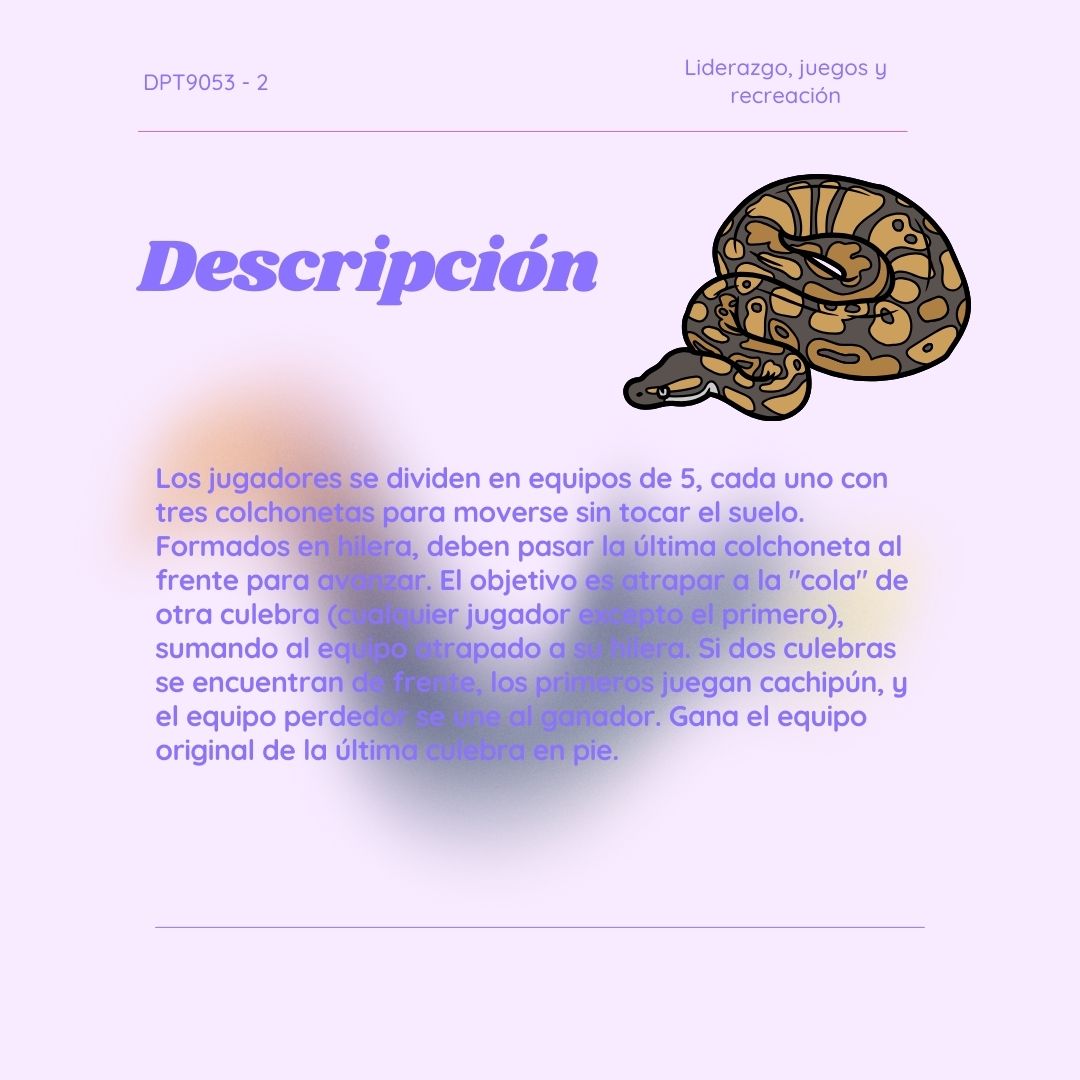 DPT9053 - 2
Liderazgo, juegos y
recreación
Descripción
Los jugadores se dividen en equipos de 5, cada uno con
tres colchonetas para moverse sin tocar el suelo.
Formados en hilera, deben pasar la última colchoneta al
frente para avanzar. El objetivo es atrapar a la "cola" de
otra culebra (cualquier jugador excepto el primero),
sumando al equipo atrapado a su hilera. Si dos culebras
se encuentran de frente, los primeros juegan cachipún, y
el equipo perdedor se une al ganador. Gana el equipo
original de la última culebra en pie.